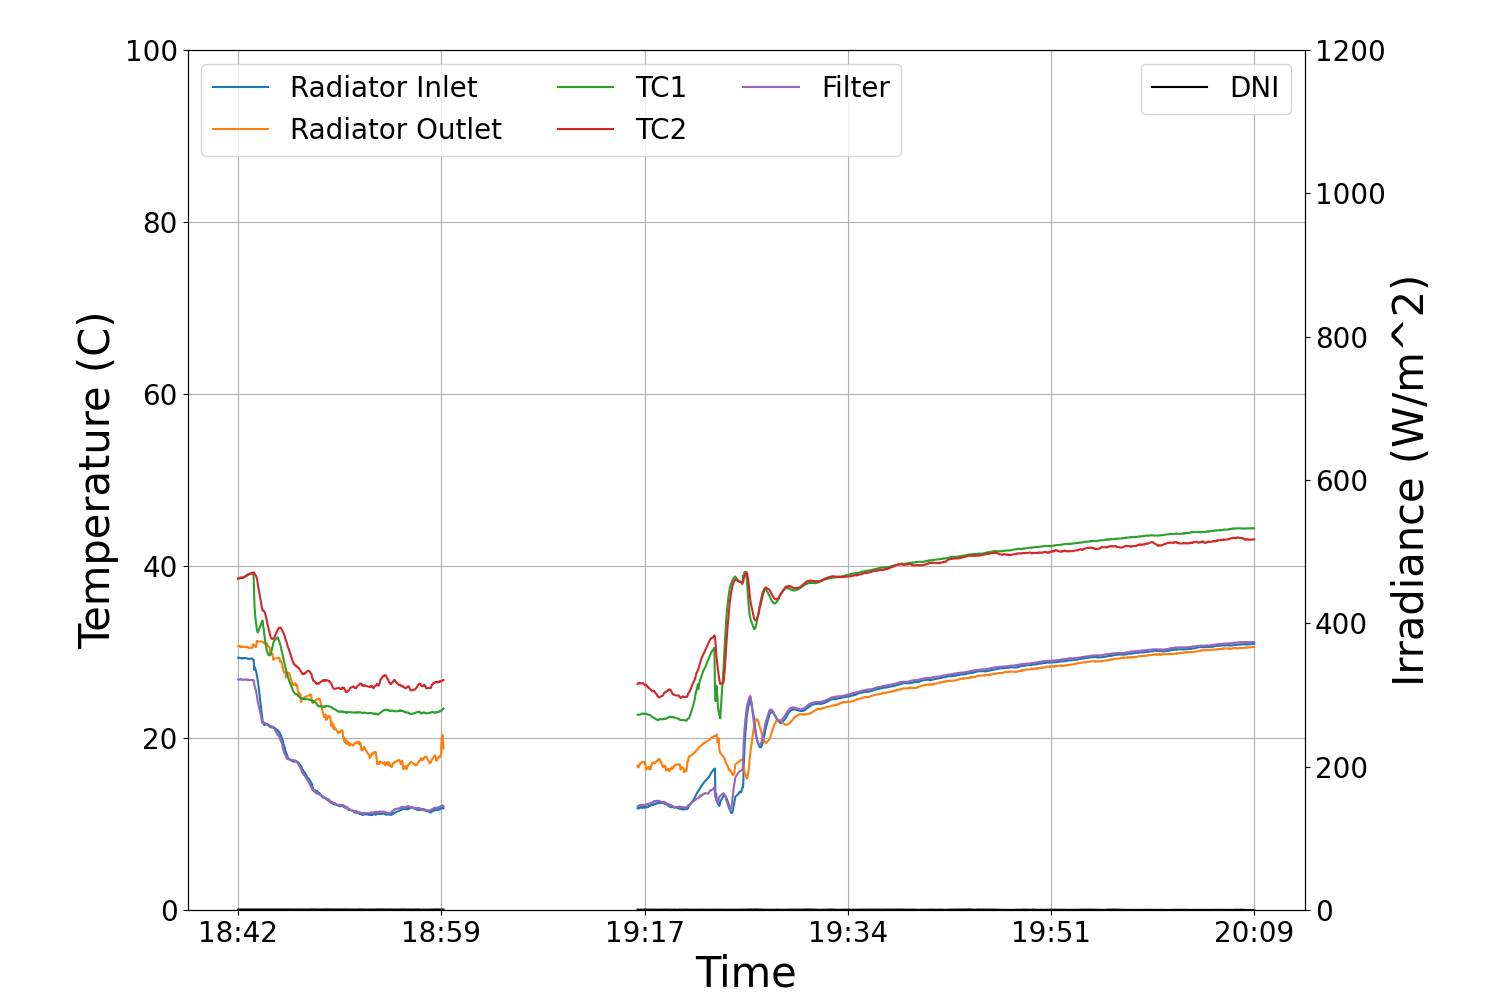 Radiator Inlet
Radiator Outlet
TC1
TC2
Filter
DNI
100
80
60
40
20
0
Temperature (C)
1200
1000
800
600
400
200
0
Irradiance (W/m^2)
18:42 18:59 19:17 19:34 19:51 20:09
Time